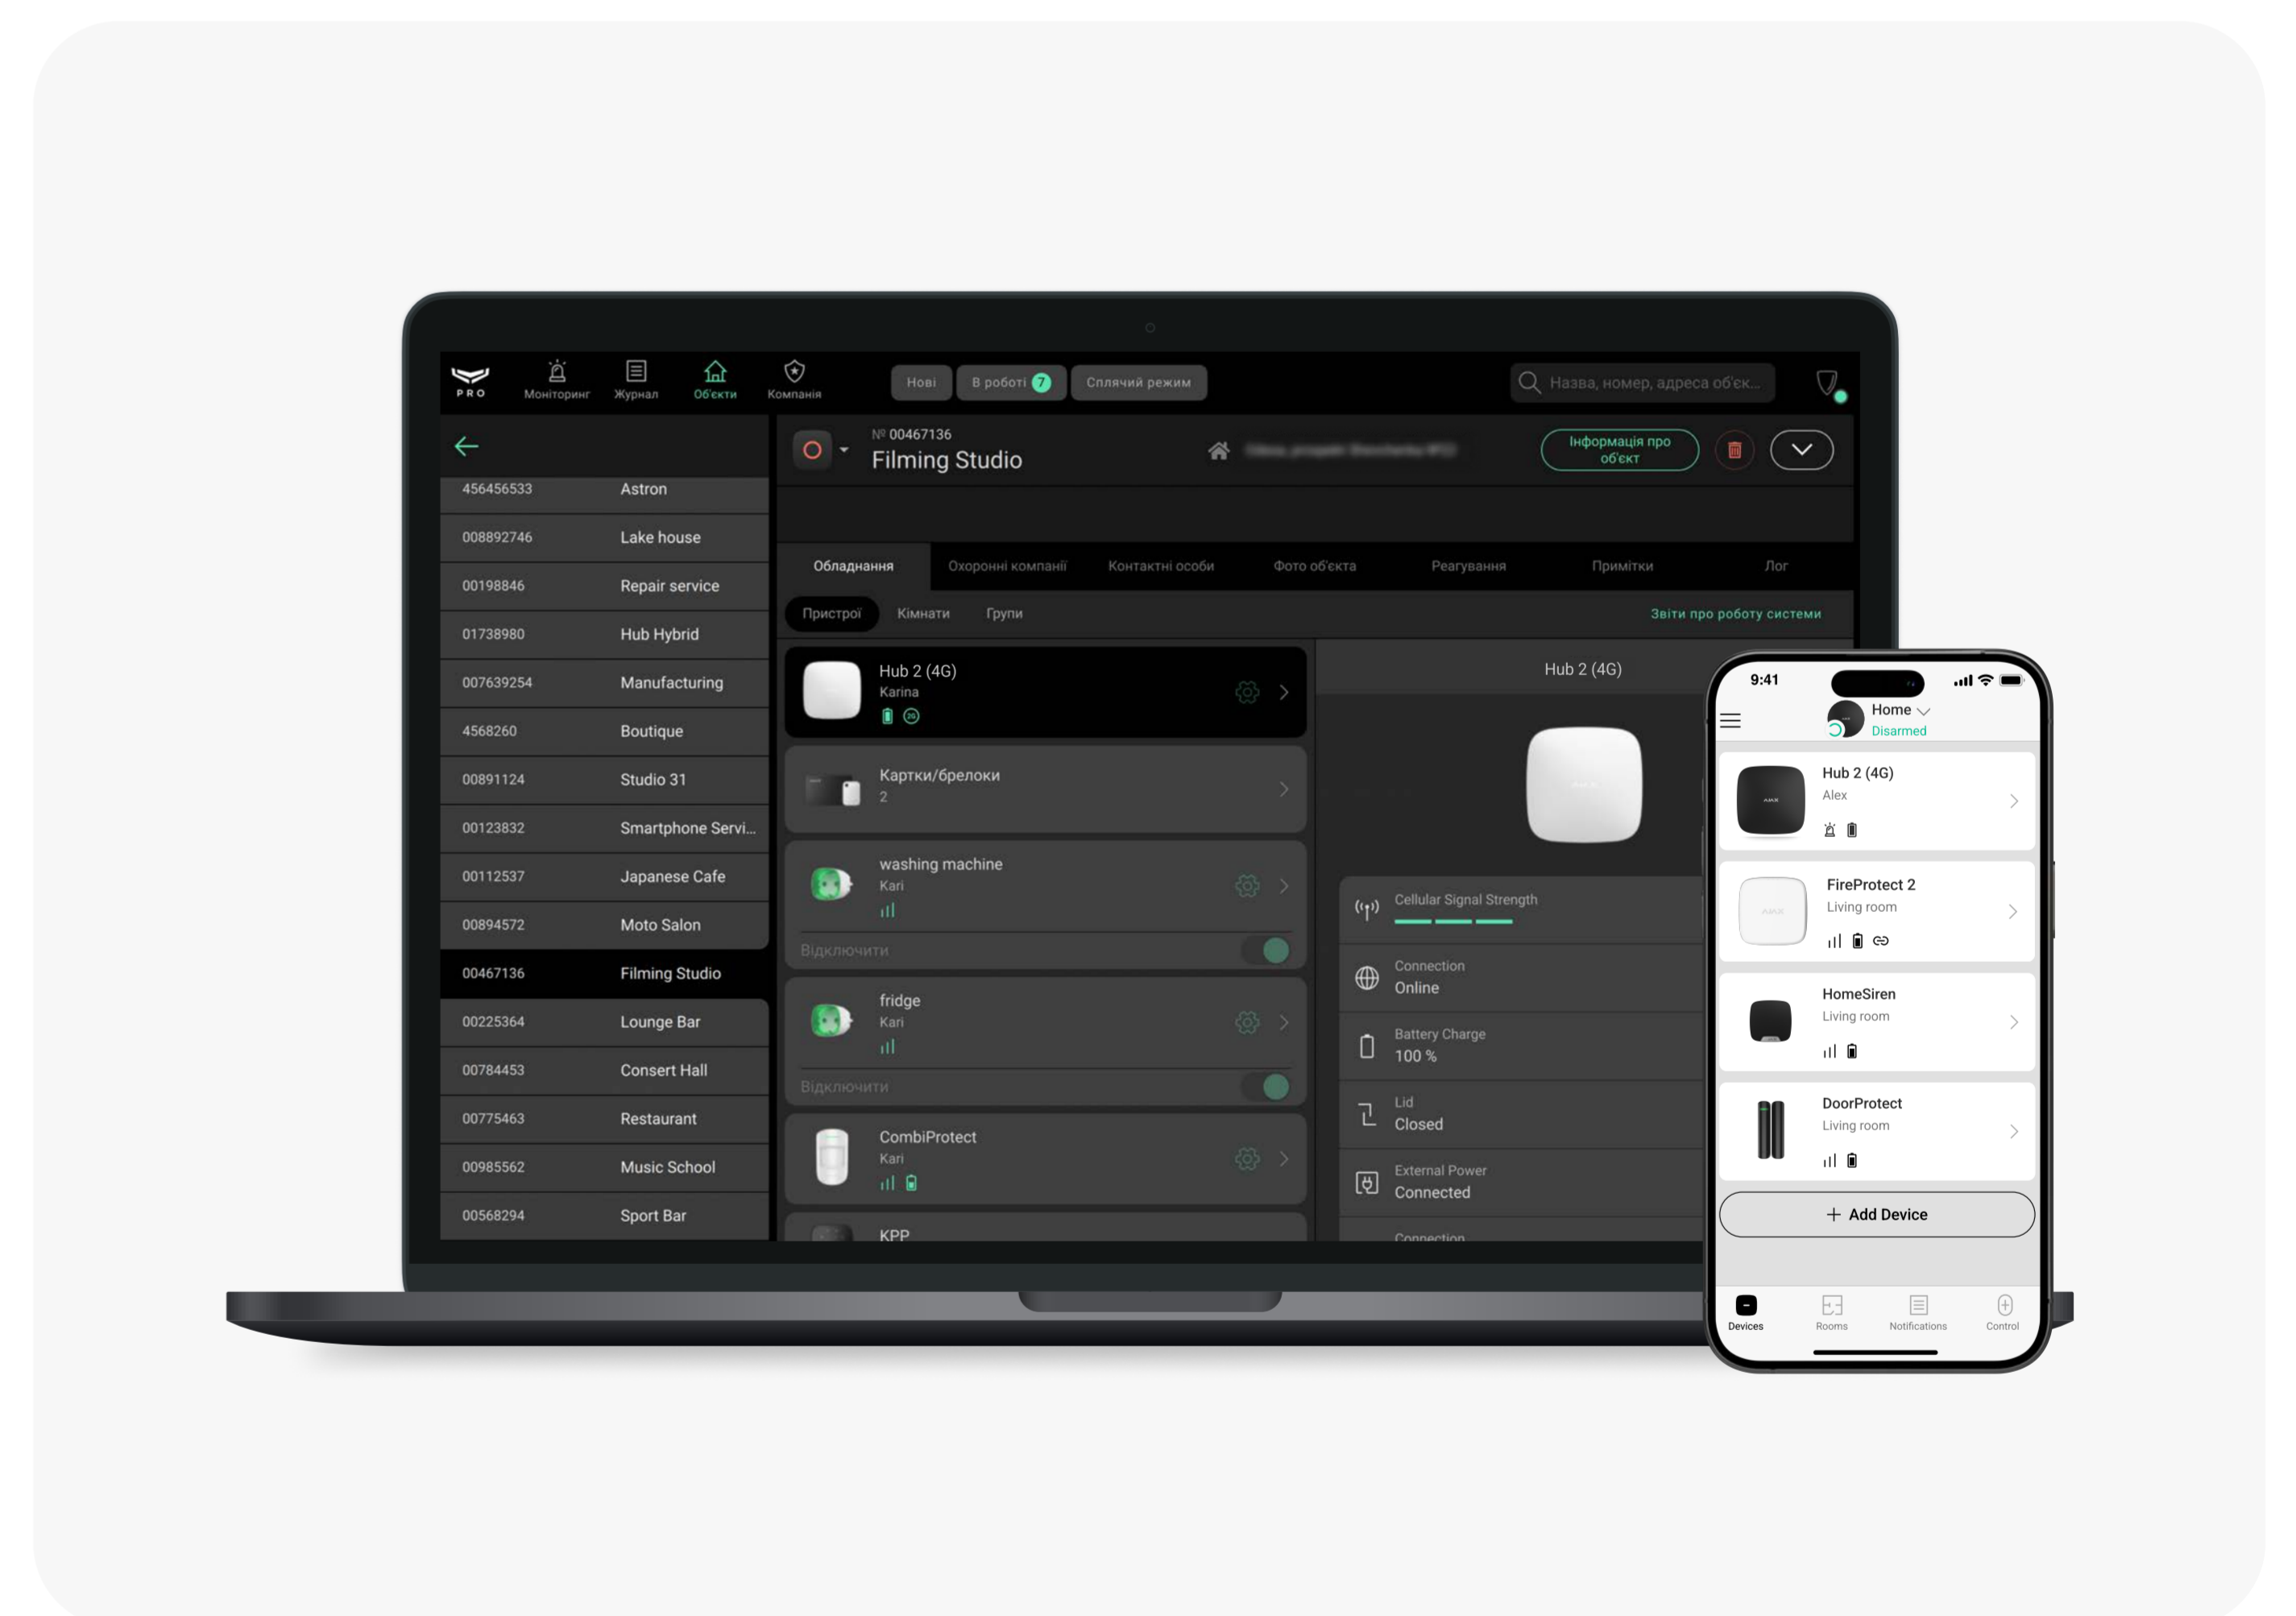 PRO
Моніторинг
Журнал
Об'єкти
Компанія
Нові
В роботі 7
Сплячий режим
Назва, номер, адреса об'єк...
456456533 Astron
008892746 Lake house
00198846 Repair service
01738980 Hub Hybrid
007639254 Manufacturing
4568260 Boutique
00891124 Studio 31
00123832 Smartphone Servi...
00112537 Japanese Cafe
00894572 Moto Salon
00467136 Filming Studio
00225364 Lounge Bar
00784453 Consert Hall
00775463 Restaurant
00985562 Music School
00568294 Sport Bar
№ 00467136
Filming Studio
Інформація про
об'єкт
Обладнання
Охоронні компанії
Контактні особи
Фото об'єкта
Реагування
Примітки
Лог
Пристрої
Кімнати
Групи
Звіти про роботу системи
Hub 2 (4G)
Karina
2G
Картки/брелоки
2
washing machine
Kari
Відключити
fridge
Kari
Відключити
CombiProtect
Kari
KPP
Hub 2 (4G)
Cellular Signal Strength
Connection
Online
Battery Charge
100 %
Lid
Closed
External Power
Connected
Connection
9:41
Home
Disarmed
Hub 2 (4G)
Alex
AJAX
FireProtect 2
Living room
AJAX
HomeSiren
Living room
DoorProtect
Living room
+ Add Device
Devices
Rooms
Notifications
Control